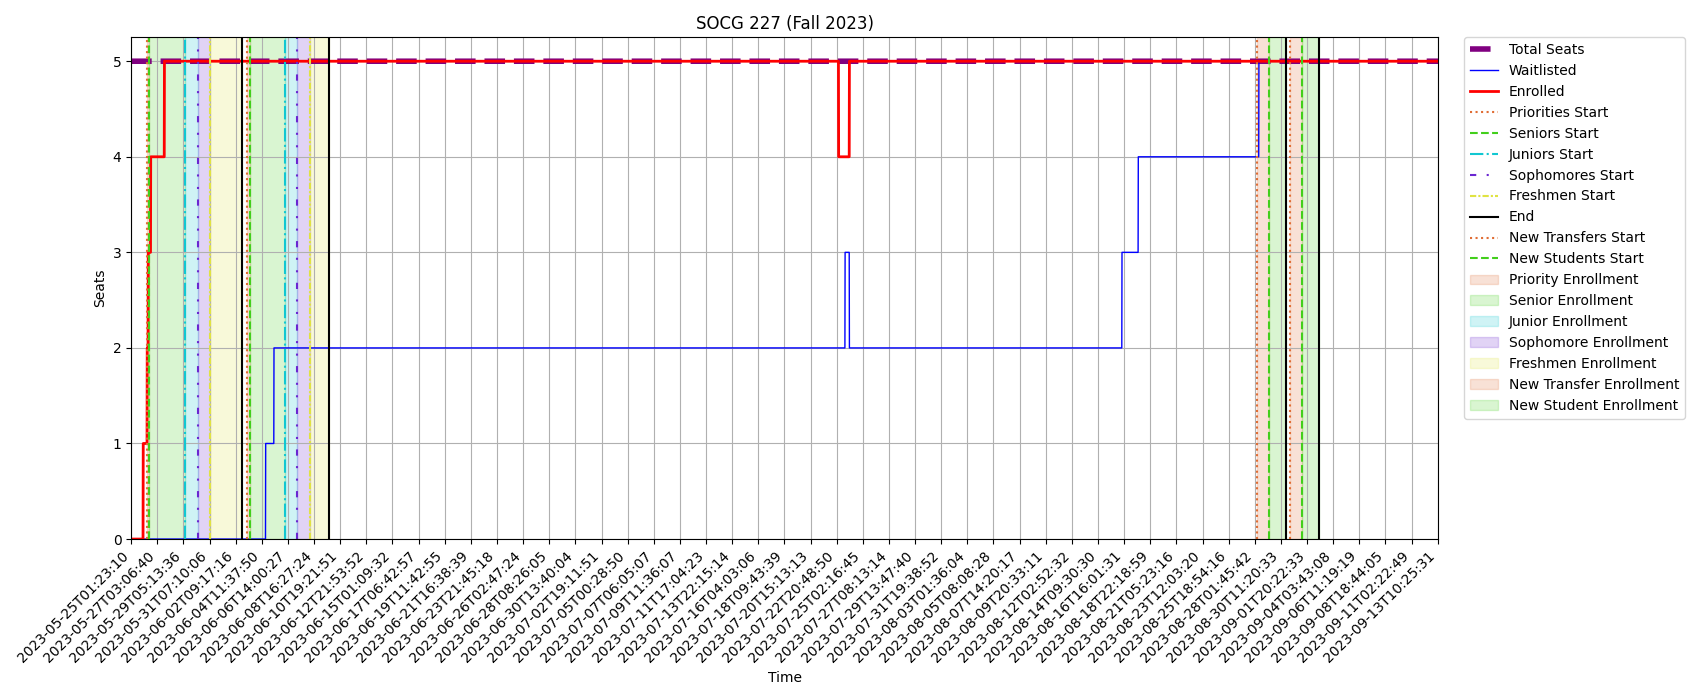 SOCG 227 (Fall 2023)
Seats
5
4
3
2
1
0
2023-05-25T01:23:10
2023-05-27T03:06:40
2023-05-29T05:13:36
2023-05-31T07:10:06
2023-06-02T09:17:16
2023-06-04T11:37:50
2023-06-06T14:00:27
2023-06-08T16:27:24
2023-06-10T19:21:51
2023-06-12T21:53:52
2023-06-15T01:09:32
2023-06-17T06:42:57
2023-06-19T11:42:55
2023-06-21T16:38:39
2023-06-23T21:45:18
2023-06-26T02:47:24
2023-06-28T08:26:05
2023-06-30T13:40:04
2023-07-02T19:11:51
2023-07-05T00:28:50
2023-07-07T06:05:07
2023-07-09T11:36:07
2023-07-11T17:04:23
2023-07-13T22:15:14
2023-07-16T04:03:06
2023-07-18T09:43:39
2023-07-20T15:13:13
2023-07-22T20:48:50
2023-07-25T02:16:45
2023-07-27T08:13:14
2023-07-29T13:47:40
2023-07-31T19:38:52
2023-08-03T01:36:04
2023-08-05T08:08:28
2023-08-07T14:20:17
2023-08-09T20:33:11
2023-08-12T02:52:32
2023-08-14T09:30:30
2023-08-16T16:01:31
2023-08-18T22:18:59
2023-08-21T05:23:16
2023-08-23T12:03:20
2023-08-25T18:54:16
2023-08-28T01:45:42
2023-08-30T11:20:33
2023-09-01T20:22:33
2023-09-04T03:43:08
2023-09-06T11:19:19
2023-09-08T18:44:05
2023-09-11T02:22:49
2023-09-13T10:25:31
Time
Total Seats
Waitlisted
Enrolled
Priorities Start
Seniors Start
Juniors Start
Sophomores Start
Freshmen Start
End
New Transfers Start
New Students Start
Priority Enrollment
Senior Enrollment
Junior Enrollment
Sophomore Enrollment
Freshmen Enrollment
New Transfer Enrollment
New Student Enrollment